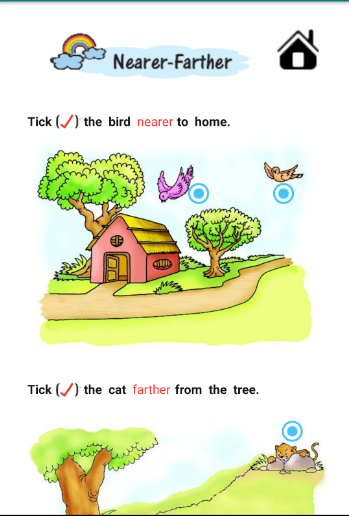 Nearer-Farther
Tick (✓) the bird nearer to home.
Tick (✓) the cat farther from the tree.